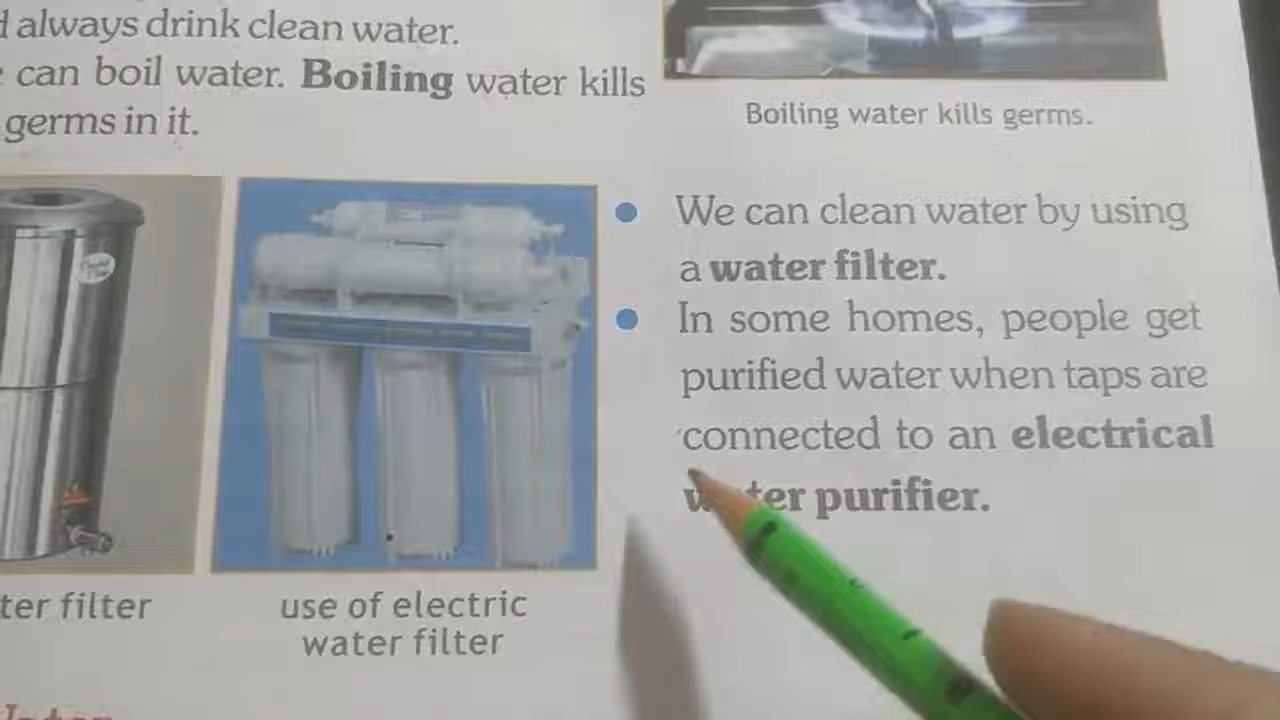 always drink clean water.
can boil water. Boiling water kills
germs in it.
Boiling water kills germs.
We can clean water by using
a water filter.
In some homes, people get
purified water when taps are
connected to an electrical
water purifier.
filter
use of electric
water filter